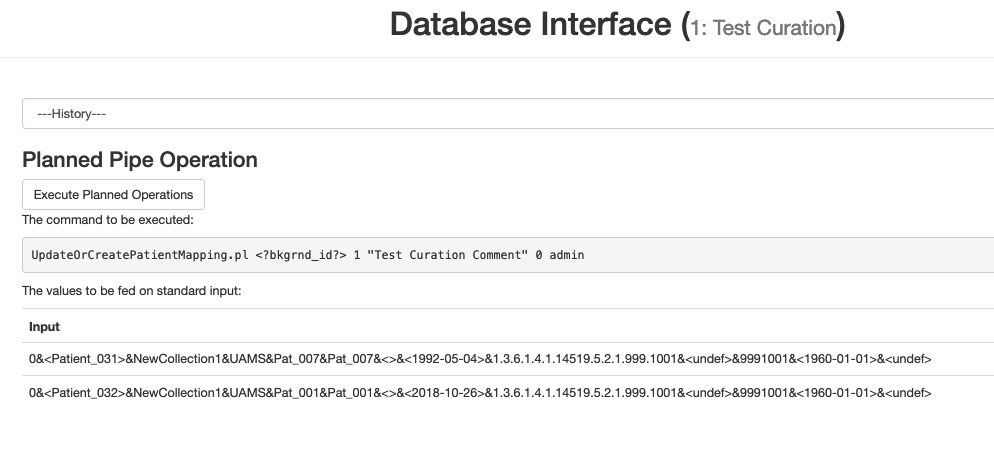 Database Interface (1: Test Curation)
---History---
Planned Pipe Operation
Execute Planned Operations
The command to be executed:
UpdateOrCreatePatientMapping.pl <?bkgrnd_id?> 1 "Test Curation Comment" 0 admin
The values to be fed on standard input:
Input
0&<Patient_031>&NewCollection1&UAMS&Pat_007&Pat_007&<>&<1992-05-04>&1.3.6.1.4.1.14519.5.2.1.999.1001&<undef>&9991001&<1960-01-01>&<undef>
0&<Patient_032>&NewCollection1&UAMS&Pat_001&Pat_001&<>&<2018-10-26>&1.3.6.1.4.1.14519.5.2.1.999.1001&<undef>&9991001&<1960-01-01>&<undef>